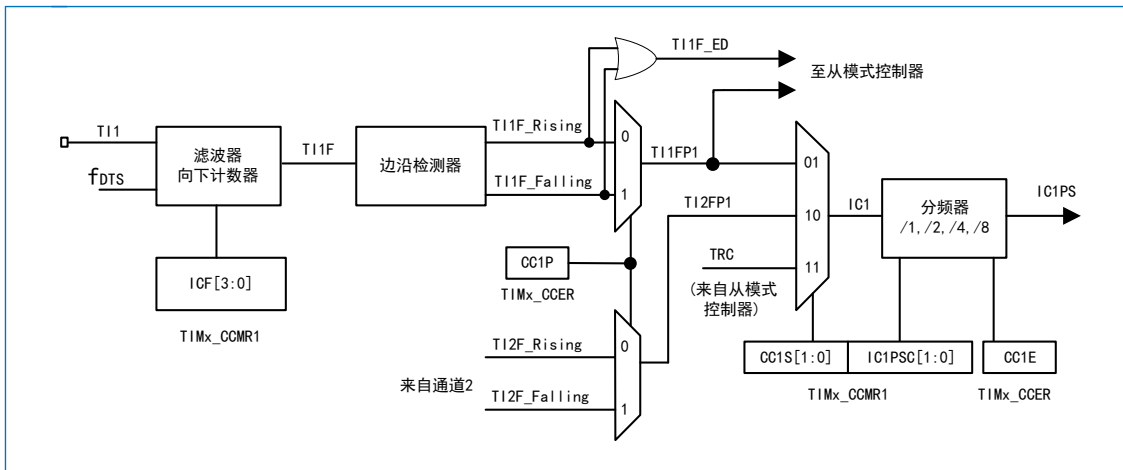 TI1F_ED
至从模式控制器
TI1
fDTS
滤波器
向下计数器
TI1F
边沿检测器
TI1F_Rising
TI1F_Falling
0
1
TI1FP1
TI2FP1
TRC
(来自从模式
控制器)
01
10
11
IC1
分频器
/1,/2,/4,/8
IC1PS
ICF[3:0]
TIMx_CCMR1
CC1P
TIMx_CCER
来自通道2
TI2F_Rising
TI2F_Falling
0
1
CC1S[1:0]
IC1PSC[1:0]
CC1E
TIMx_CCMR1
TIMx_CCER